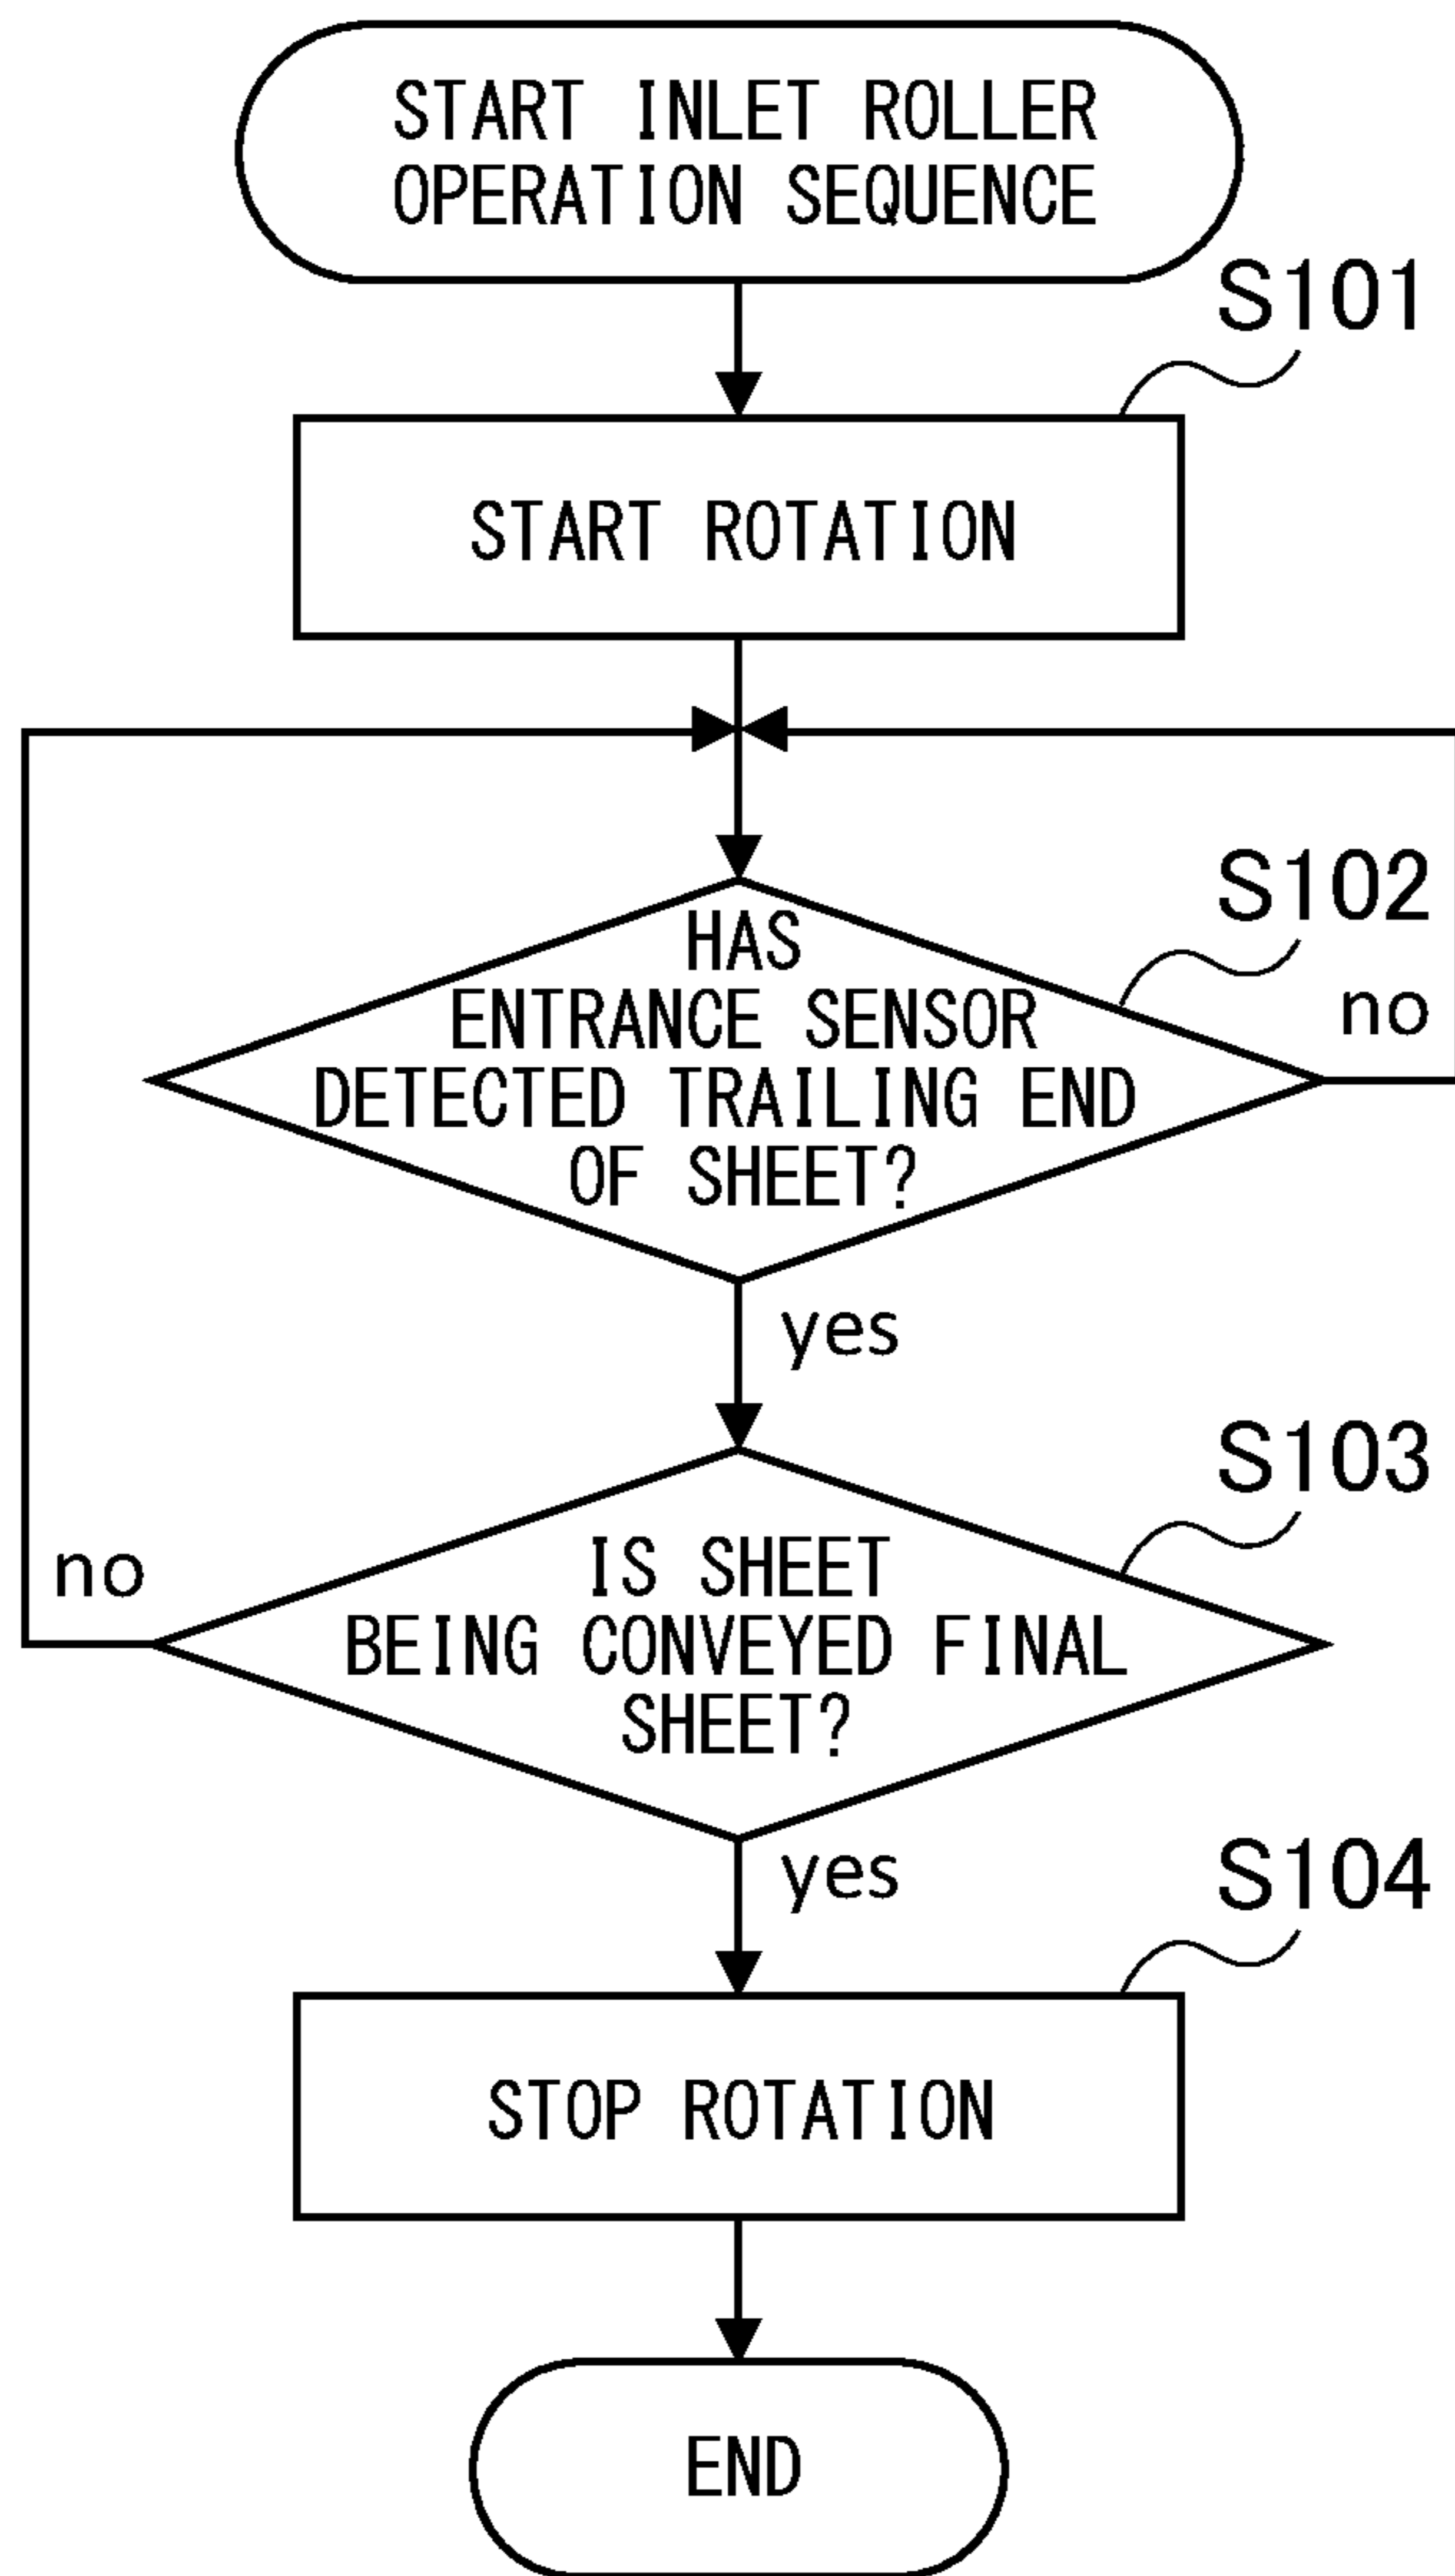 START INLET ROLLER
OPERATION SEQUENCE
S101
START ROTATION
S102
HAS
ENTRANCE SENSOR
DETECTED TRAILING END
OF SHEET?
no
yes
S103
IS SHEET
BEING CONVEYED FINAL
SHEET?
no
yes
S104
STOP ROTATION
END